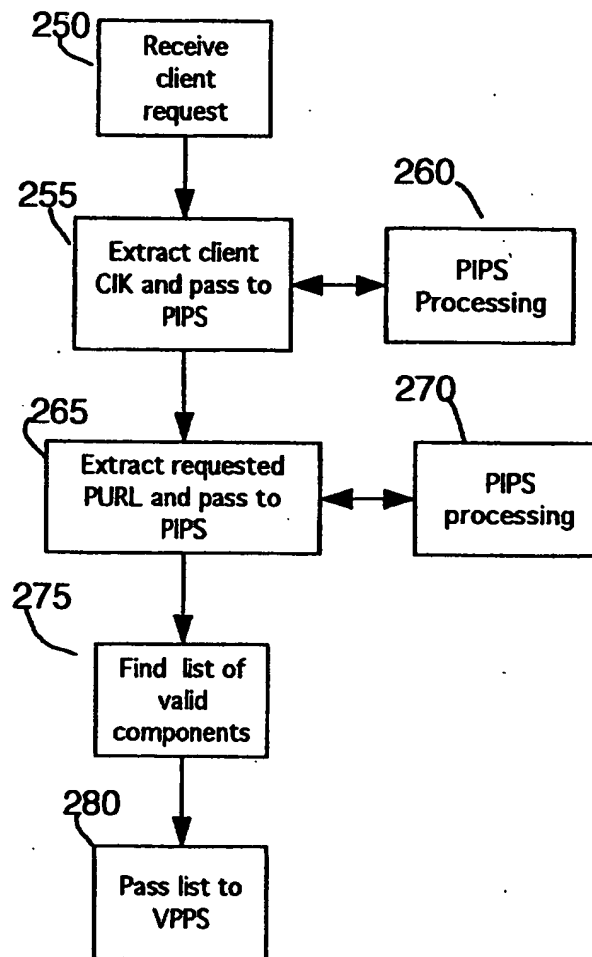 250
Receive
client
request
255
Extract client
CIK and pass to
PIPS
260
PIPS
Processing
265
Extract requested
PURL and pass to
PIPS
270
PIPS
processing
275
Find list of
valid
components
280
Pass list to
VPPS